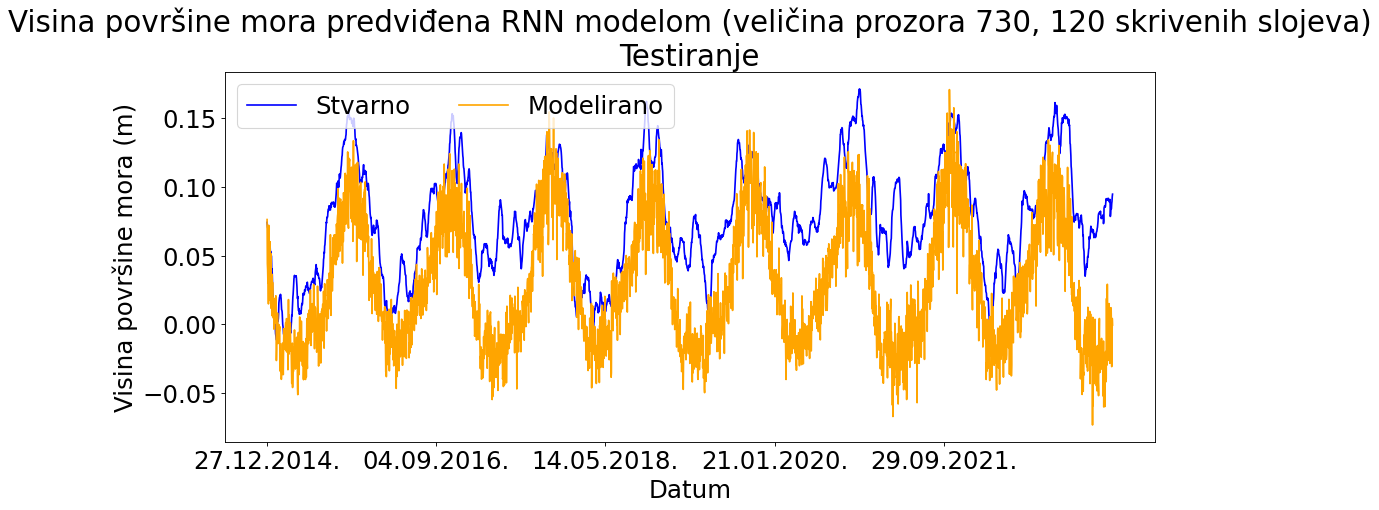 Visina površine mora predviđena RNN modelom (veličina prozora 730, 120 skrivenih slojeva)
Testiranje
Stvarno
Modelirano
Visina površine mora (m)
0.15
0.10
0.05
0.00
−0.05
27.12.2014.
04.09.2016.
14.05.2018.
21.01.2020.
29.09.2021.
Datum